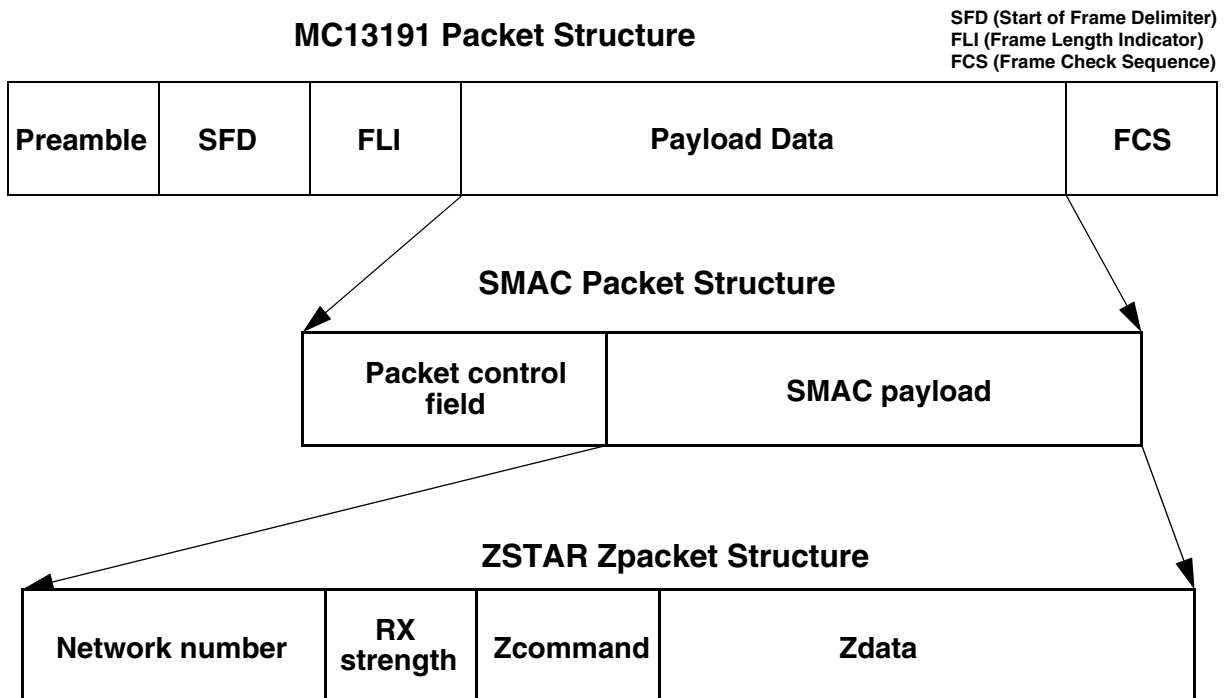 MC13191 Packet Structure
SFD (Start of Frame Delimiter)
FLI (Frame Length Indicator)
FCS (Frame Check Sequence)
Preamble
SFD
FLI
Payload Data
FCS
SMAC Packet Structure
Packet control
field
SMAC payload
ZSTAR Zpacket Structure
Network number
RX
strength
Zcommand
Zdata